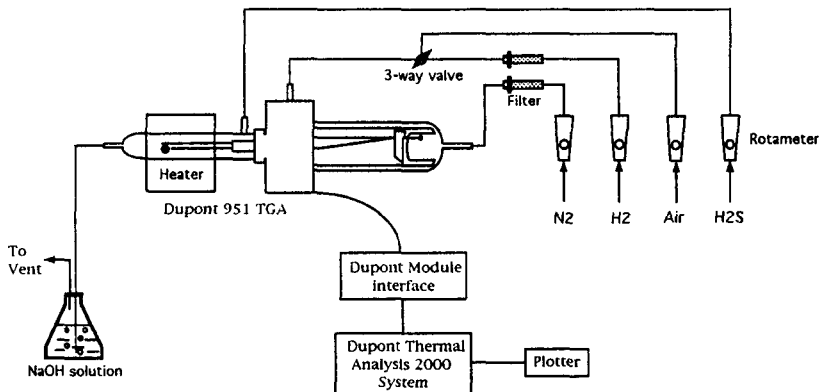 3-way valve
Filter
Rotameter
Heater
Dupont 951 TGA
N2
H2
Air
H2S
To
Vent
Dupont Module
interface
NaOH solution
Dupont Thermal
Analysis 2000
System
Plotter